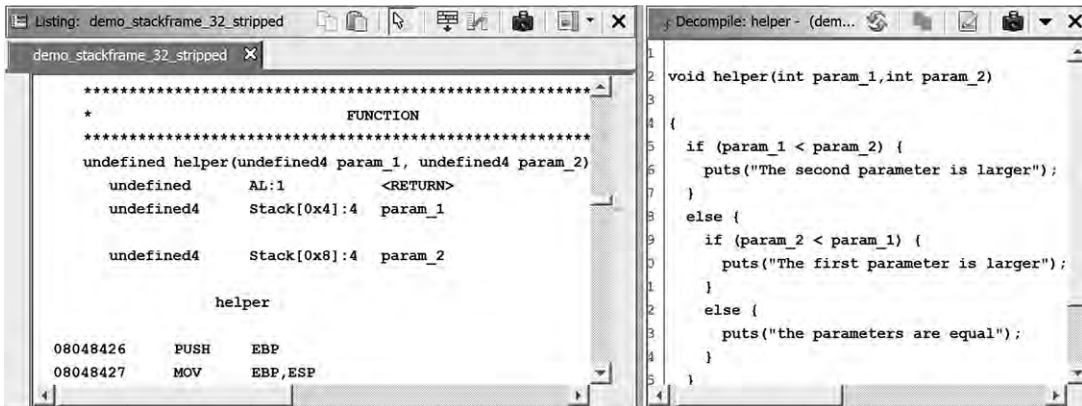 Listing: demo_stackframe_32_stripped
demo_stackframe_32_stripped
************************************************************
* FUNCTION
************************************************************
undefined helper(undefined4 param_1, undefined4 param_2)
undefined AL:1 <RETURN>
undefined4 Stack[0x4]:4 param_1
undefined4 Stack[0x8]:4 param_2
helper
08048426 PUSH EBP
08048427 MOV EBP,ESP
Decompile: helper - (dem...
1
2 void helper(int param_1,int param_2)
3
4 {
5 if (param_1 < param_2) {
6 puts("The second parameter is larger");
7 }
8 else {
9 if (param_2 < param_1) {
0 puts("The first parameter is larger");
1 }
2 else {
3 puts("the parameters are equal");
4 }
5 }